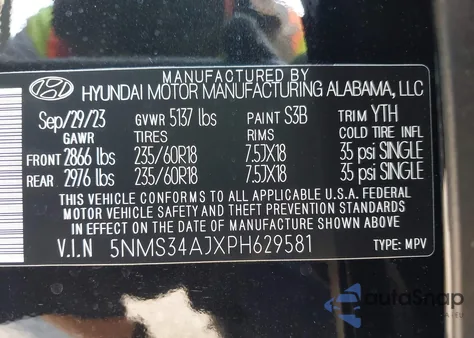 MANUFACTURED BY
HYUNDAI MOTOR MANUFACTURING ALABAMA, LLC
Sep/29/23 GVWR 5137 lbs PAINT S3B TRIM YTH
GAWR TIRES RIMS COLD TIRE INFL
FRONT 2866 lbs 235/60R18 7.5JX18 35 psi SINGLE
REAR 2976 lbs 235/60R18 7.5JX18 35 psi SINGLE
THIS VEHICLE CONFORMS TO ALL APPLICABLE U.S.A. FEDERAL
MOTOR VEHICLE SAFETY AND THEFT PREVENTION STANDARDS
IN EFFECT ON THE DATE OF MANUFACTURE SHOWN ABOVE.
V.I.N 5NMS34AJXPH629581 TYPE: MPV
autoSnap